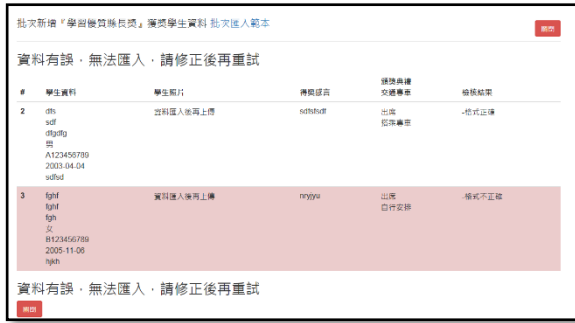 批次新增『學習優質縣長獎』獲獎學生資料 批次匯入範本
關閉
資料有誤，無法匯入，請修正後再重試
# 學生資料 學生照片 得獎感言 頒獎典禮 交通專車 檢核結果
2 dfs 資料匯入後再上傳 sdfsfsdf 出席 -格式正確
sdf 搭乘專車
dfgdfg
男
A123456789
2003-04-04
sdfsd
3 fghf 資料匯入後再上傳 nryjyu 出席 -格式不正確
fghf 自行安排
fgh
女
B123456789
2005-11-06
hjkh
資料有誤，無法匯入，請修正後再重試
關閉